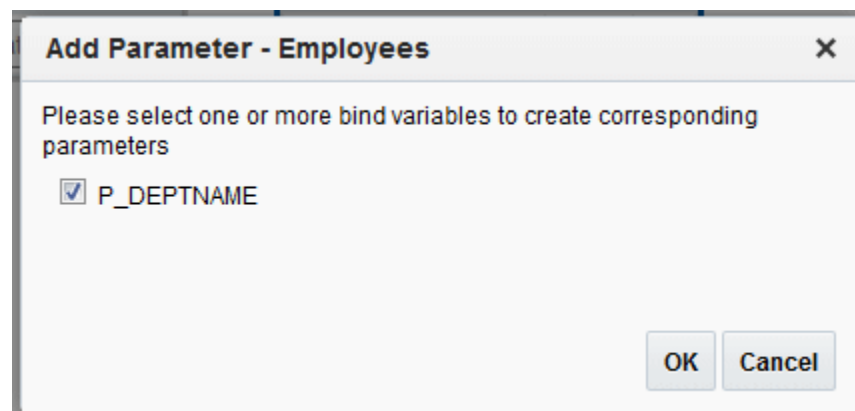 Add Parameter - Employees
Please select one or more bind variables to create corresponding
parameters
P_DEPTNAME
OK Cancel